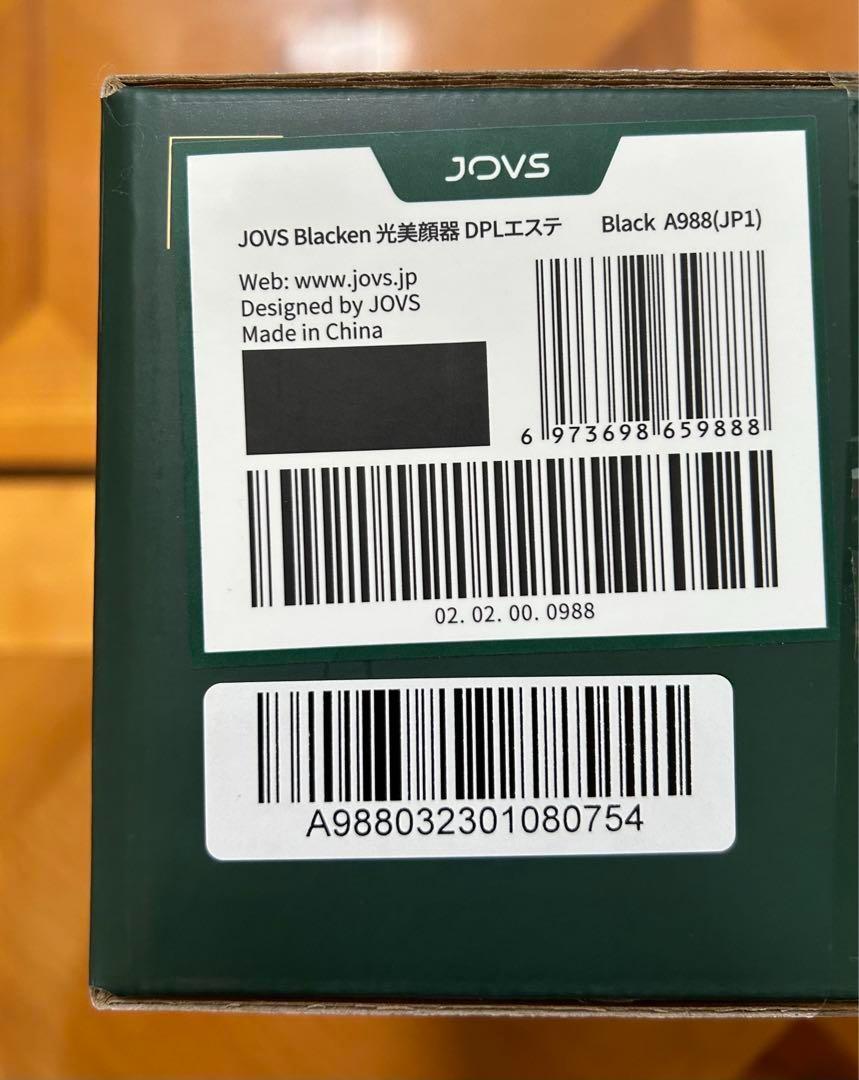 JOVS
JOVS Blacken 光美顔器 DPLエステ Black A988(JP1)
Web: www.jovs.jp
Designed by JOVS
Made in China
6 973698 659888
02. 02. 00. 0988
A988032301080754